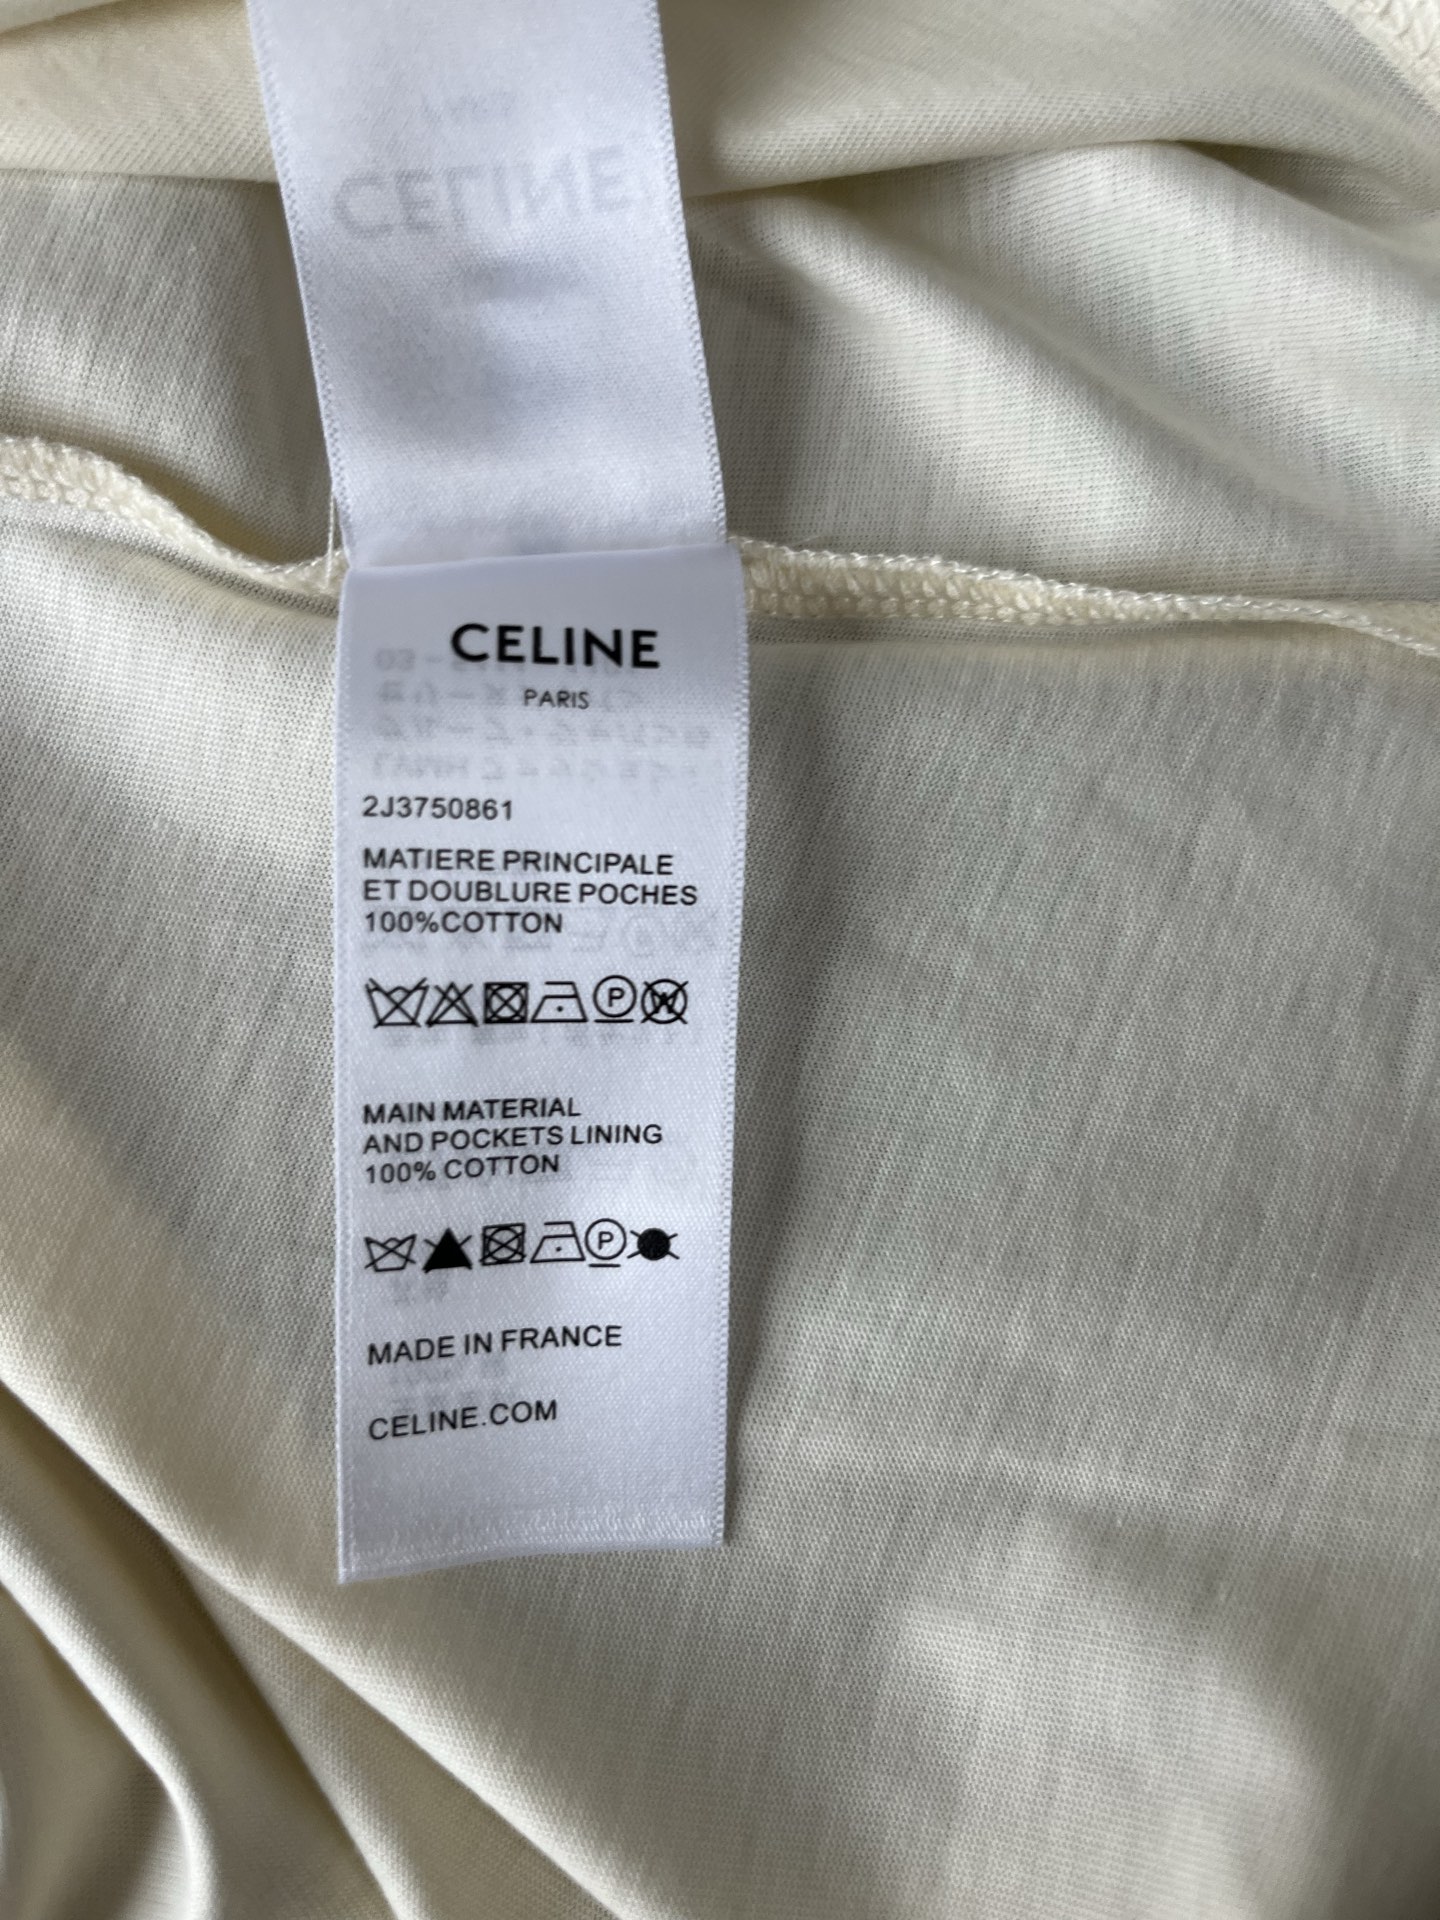 CELINE
CELINE
PARIS
2J3750861
MATIERE PRINCIPALE
ET DOUBLURE POCHES
100%COTTON
P W
MAIN MATERIAL
AND POCKETS LINING
100% COTTON
P
MADE IN FRANCE
CELINE.COM